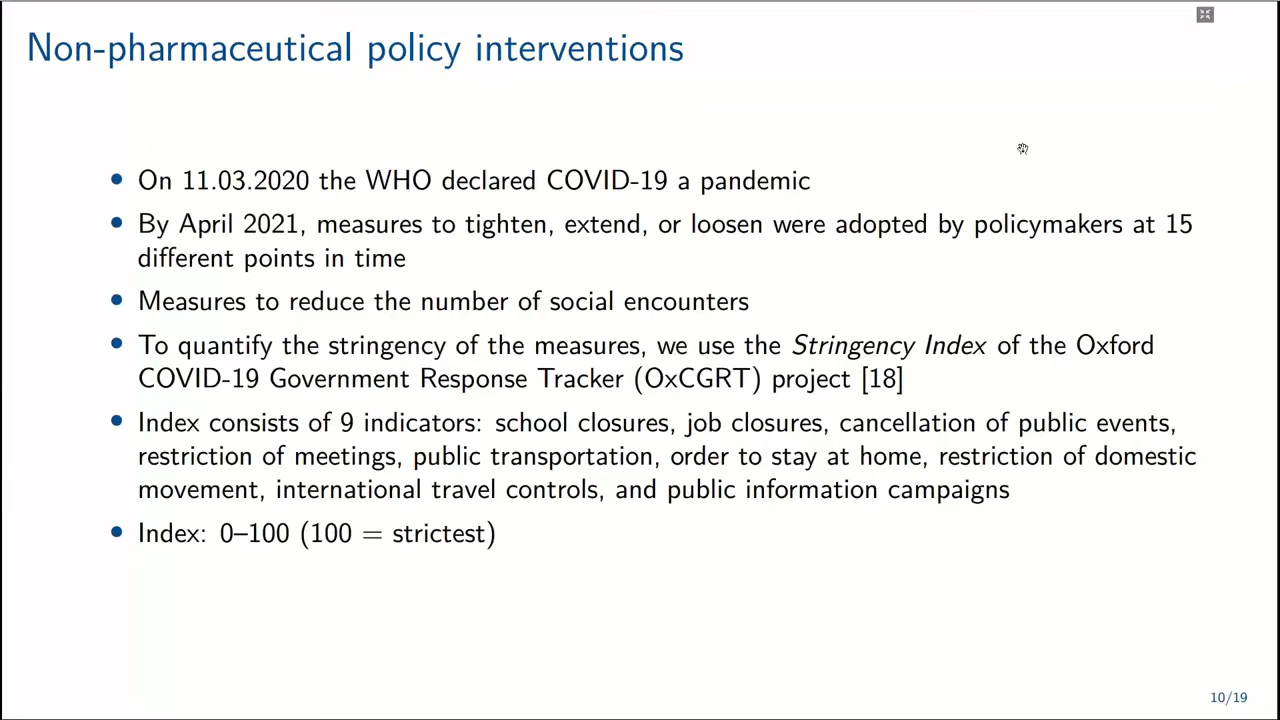 Non-pharmaceutical policy interventions
• On 11.03.2020 the WHO declared COVID-19 a pandemic
• By April 2021, measures to tighten, extend, or loosen were adopted by policymakers at 15
different points in time
• Measures to reduce the number of social encounters
• To quantify the stringency of the measures, we use the Stringency Index of the Oxford
COVID-19 Government Response Tracker (OxCGRT) project [18]
• Index consists of 9 indicators: school closures, job closures, cancellation of public events,
restriction of meetings, public transportation, order to stay at home, restriction of domestic
movement, international travel controls, and public information campaigns
• Index: 0–100 (100 = strictest)
10/19